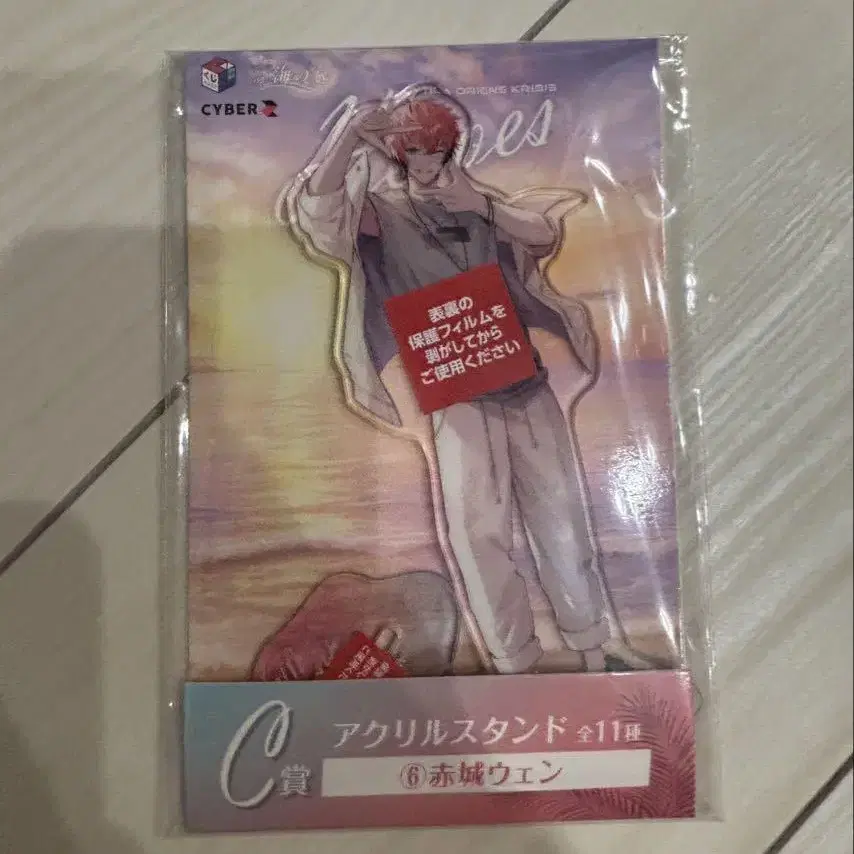 くじ
CYBER Z
表裏の
保護フィルムを
剥がしてから
ご使用ください
C賞
アクリルスタンド 全11種
⑥赤城ウェン